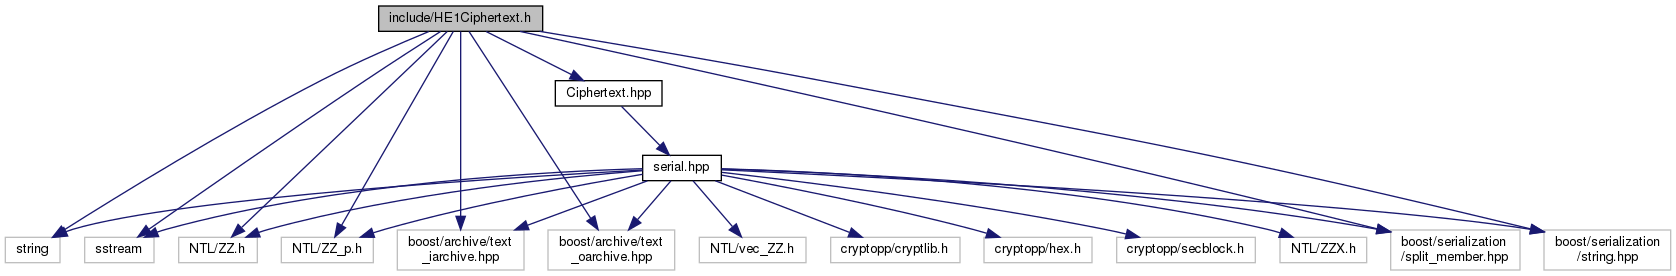 include/HE1Ciphertext.h
Ciphertext.hpp
serial.hpp
string
sstream
NTL/ZZ.h
NTL/ZZ_p.h
boost/archive/text
_iarchive.hpp
boost/archive/text
_oarchive.hpp
NTL/vec_ZZ.h
cryptopp/cryptlib.h
cryptopp/hex.h
cryptopp/secblock.h
NTL/ZZX.h
boost/serialization
/split_member.hpp
boost/serialization
/string.hpp